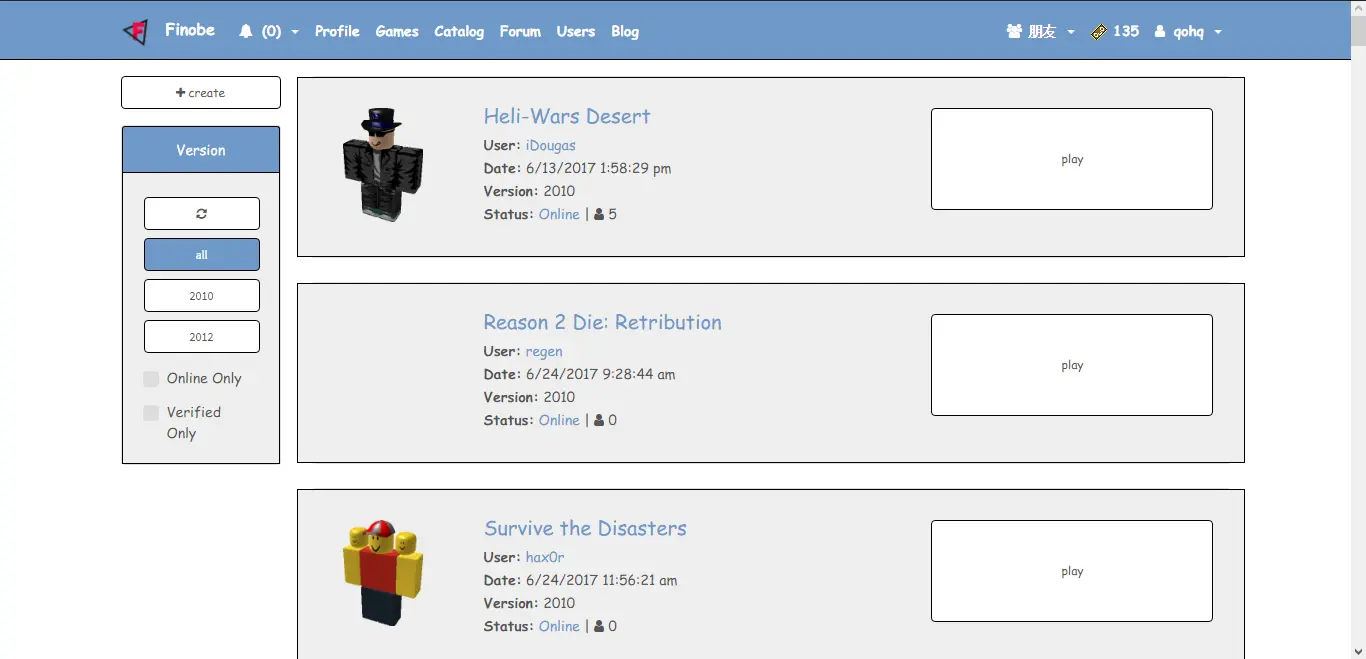 Finobe (0) Profile Games Catalog Forum Users Blog 朋友 135 qohq
create
Version
all
2010
2012
Online Only
Verified
Only
Heli-Wars Desert
User: iDougas
Date: 6/13/2017 1:58:29 pm
Version: 2010
Status: Online | 5
play
Reason 2 Die: Retribution
User: regen
Date: 6/24/2017 9:28:44 am
Version: 2010
Status: Online | 0
play
Survive the Disasters
User: hax0r
Date: 6/24/2017 11:56:21 am
Version: 2010
Status: Online | 0
play